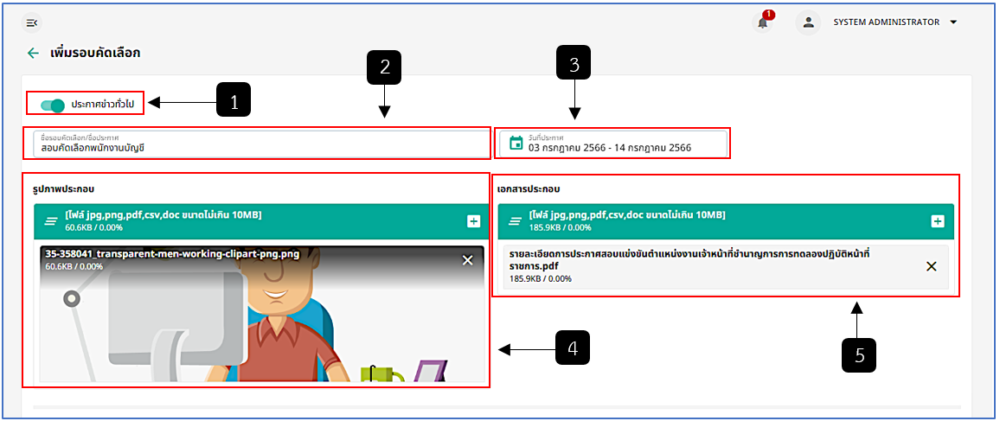 1
SYSTEM ADMINISTRATOR
เพิ่มรอบคัดเลือก
2
3
ประกาศข่าวทั่วไป
1
ชื่อรอบคัดเลือก/ชื่อประกาศ
สอบคัดเลือกพนักงานบัญชี
วันที่ประกาศ
03 กรกฎาคม 2566 - 14 กรกฎาคม 2566
รูปภาพประกอบ
[ไฟล์ jpg,png,pdf,csv,doc ขนาดไม่เกิน 10MB]
60.6KB / 0.00%
35-358041_transparent-men-working-clipart-png.png
60.6KB / 0.00%
4
เอกสารประกอบ
[ไฟล์ jpg,png,pdf,csv,doc ขนาดไม่เกิน 10MB]
185.9KB / 0.00%
รายละเอียดการประกาศสอบแข่งขันตำแหน่งงานเจ้าหน้าที่ชำนาญการการทดลองปฏิบัติหน้าที่
ราชการ.pdf
185.9KB / 0.00%
5